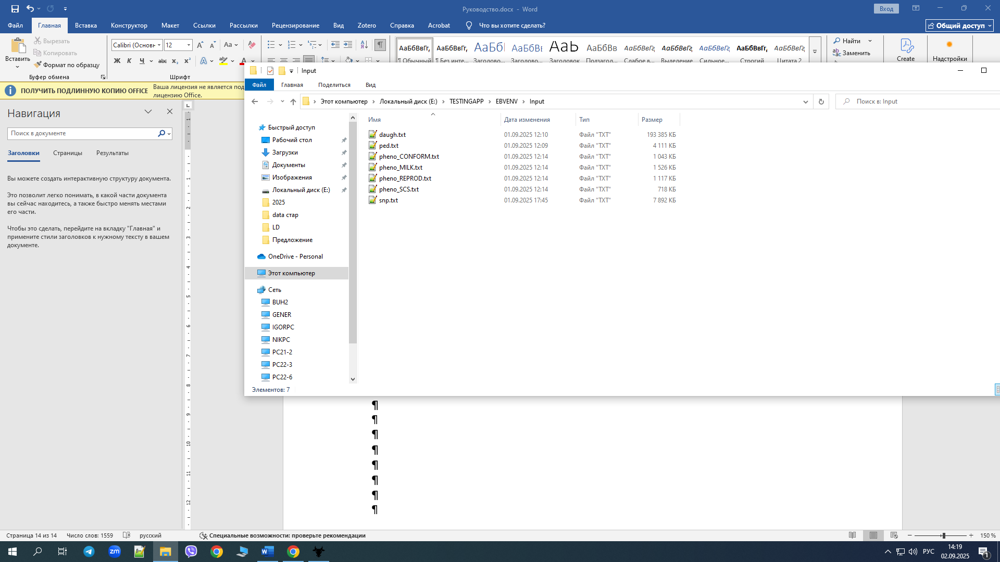 Руководство.docx - Word
Вход
Файл Главная Вставка Конструктор Макет Ссылки Рассылки Рецензирование Вид Zotero Справка Acrobat Что вы хотите сделать? Общий доступ
Вставить
Вырезать
Копировать
Формат по образцу
Буфер обмена
Calibri (Основн 12
Шрифт
АаБбВвГг, АаБбВвГг, АаБбІ АаБбВı АаЬ АаБбВв АаБбВвГг АаБбВвГг АаБбВвГг АаБбВвГг, АаБбВвГг
¶ Обычный ¶ Без инте... Заголово... Заголово... Заголовок Подзагол... Слабое в... Выделение Сильное... Строгий Цитата 2
Найти
Заменить
Create
Надстройки
ПОЛУЧИТЬ ПОДЛИННУЮ КОПИЮ OFFICE
Ваша лицензия не является под
лицензию Office.
Навигация
Поиск в документе
Заголовки Страницы Результаты
Вы можете создать интерактивную структуру документа.
Это позволит легко понимать, в какой части документа
вы сейчас находитесь, а также быстро менять местами
его части.
Чтобы это сделать, перейдите на вкладку "Главная" и
примените стили заголовков к нужному тексту в вашем
документе.
Input
Файл Главная Поделиться Вид
Этот компьютер > Локальный диск (E:) > TESTINGAPP > EBVENV > Input
Поиск в: Input
Быстрый доступ
Рабочий стол
Загрузки
Документы
Изображения
Локальный диск (E:)
2025
data стар
LD
Предложение
OneDrive - Personal
Этот компьютер
Сеть
BUH2
GENER
IGORPC
NIKPC
PC21-2
PC22-3
PC22-6
Имя Дата изменения Тип Размер
daugh.txt 01.09.2025 12:10 Файл "TXT" 193 385 КБ
ped.txt 01.09.2025 12:09 Файл "TXT" 4 111 КБ
pheno_CONFORM.txt 01.09.2025 12:14 Файл "TXT" 1 043 КБ
pheno_MILK.txt 01.09.2025 12:14 Файл "TXT" 1 526 КБ
pheno_REPROD.txt 01.09.2025 12:14 Файл "TXT" 1 117 КБ
pheno_SCS.txt 01.09.2025 12:14 Файл "TXT" 718 КБ
snp.txt 01.09.2025 17:45 Файл "TXT" 7 892 КБ
Элементов: 7
Страница 14 из 14 Число слов: 1559 русский Специальные возможности: проверьте рекомендации 150 %
РУС
14:19
02.09.2025
1